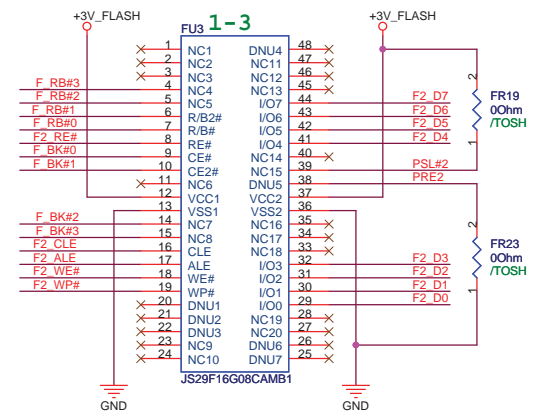 +3V_FLASH
+3V_FLASH
FU3 1-3
1 NC1 DNU4 48
2 NC2 NC11 47
3 NC3 NC12 46
F_RB#3 4 NC4 NC13 45
F_RB#2 5 NC5 I/O7 44 F2_D7
F_RB#1 6 R/B2# I/O6 43 F2_D6
F_RB#0 7 R/B# I/O5 42 F2_D5
F2_RE# 8 RE# I/O4 41 F2_D4
F_BK#0 9 CE# NC14 40
F_BK#1 10 CE2# NC15 39 PSL#2
11 NC6 DNU5 38 PRE2
12 VCC1 VCC2 37
13 VSS1 VSS2 36
F_BK#2 14 NC7 NC16 35
F_BK#3 15 NC8 NC17 34
F2_CLE 16 CLE NC18 33
F2_ALE 17 ALE I/O3 32 F2_D3
F2_WE# 18 WE# I/O2 31 F2_D2
F2_WP# 19 WP# I/O1 30 F2_D1
20 DNU1 I/O0 29 F2_D0
21 DNU2 NC19 28
22 DNU3 NC20 27
23 NC9 DNU6 26
24 NC10 DNU7 25
JS29F16G08CAMB1
2
FR19
0Ohm
/TOSH
1
2
FR23
0Ohm
/TOSH
1
GND
GND